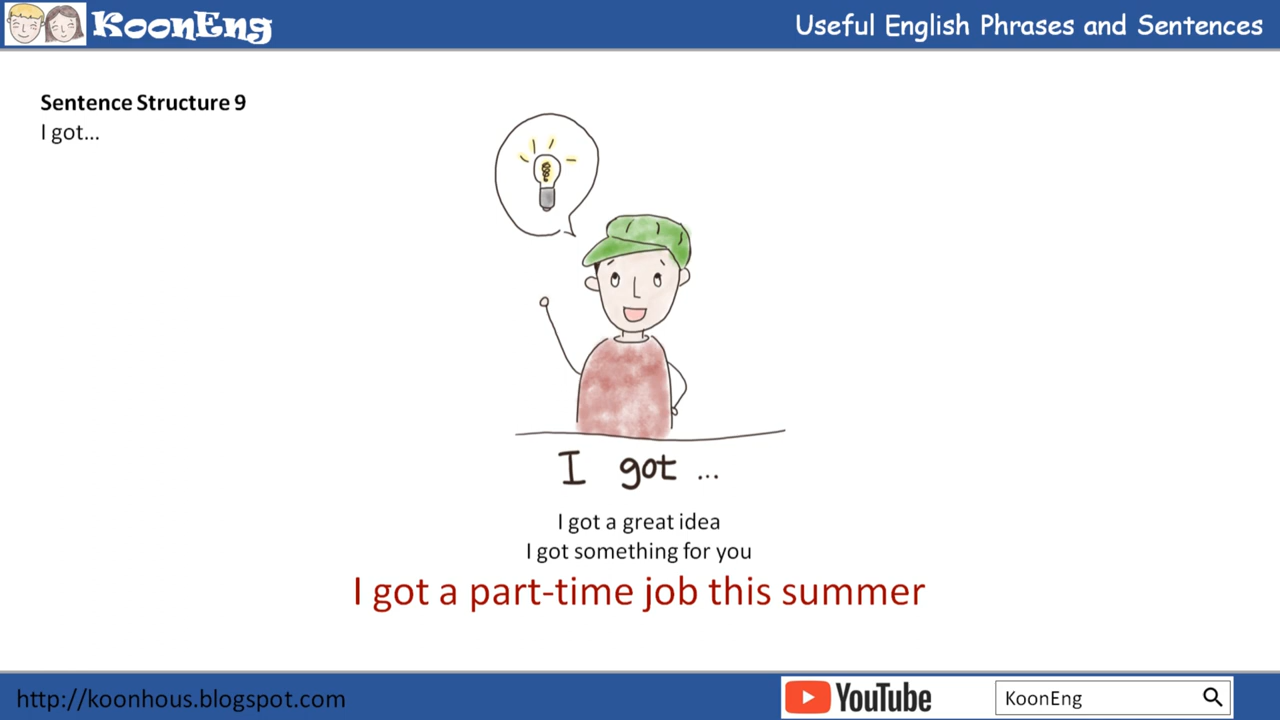 KoonEng
Useful English Phrases and Sentences
Sentence Structure 9
I got...
I got ...
I got a great idea
I got something for you
I got a part-time job this summer
http://koonhous.blogspot.com
YouTube
KoonEng